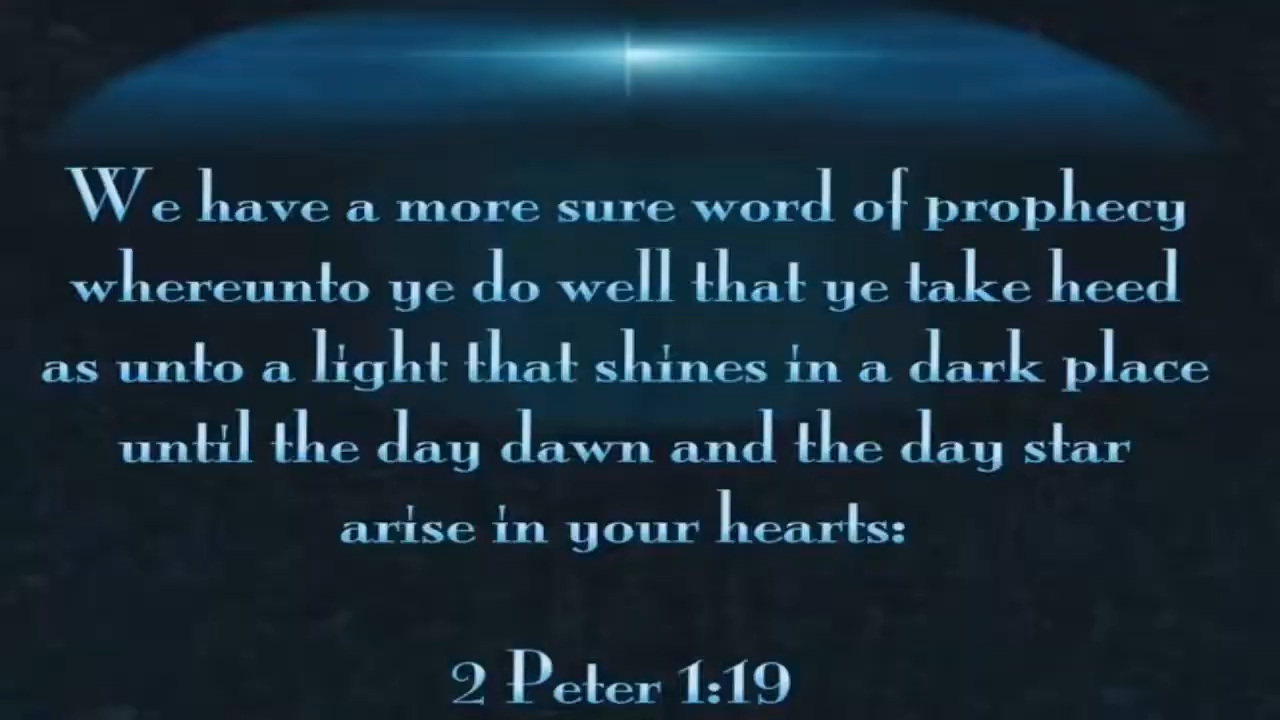 We have a more sure word of prophecy
whereunto ye do well that ye take heed
as unto a light that shines in a dark place
until the day dawn and the day star
arise in your hearts:
2 Peter 1:19